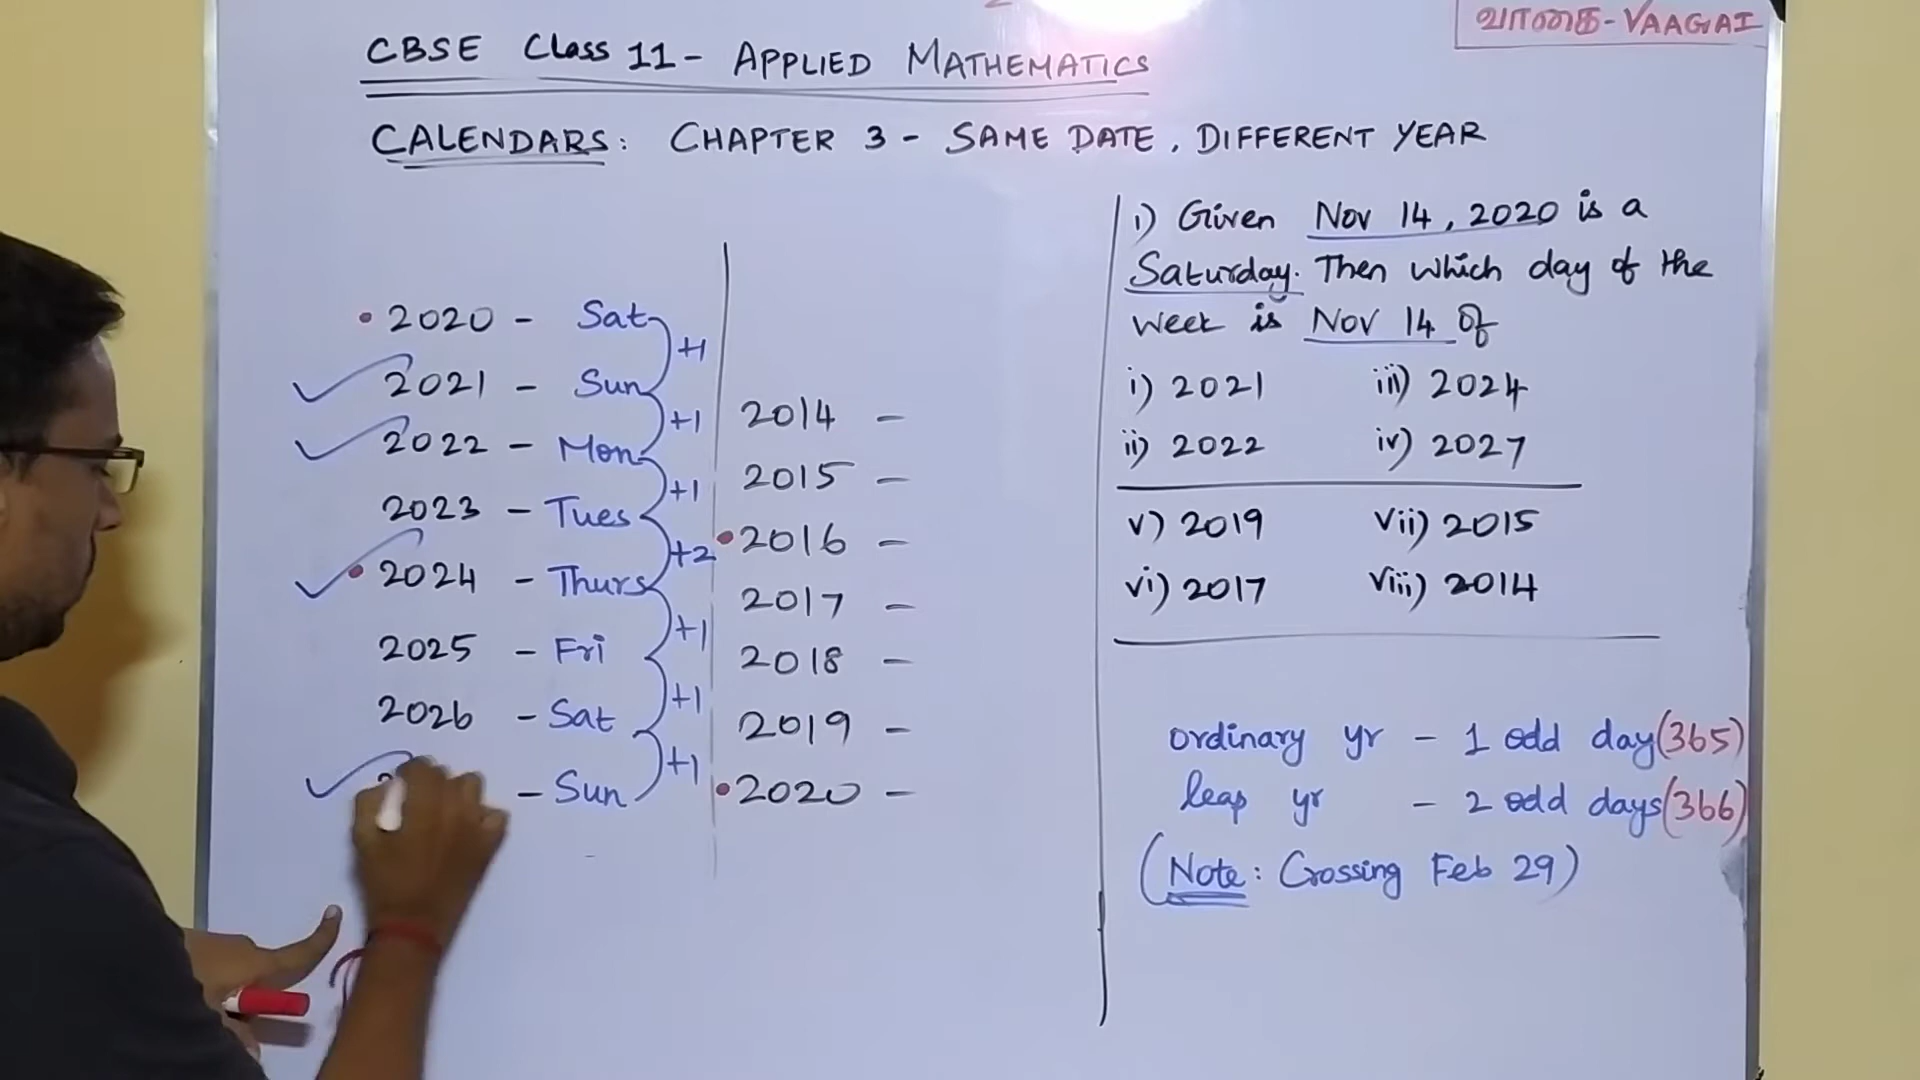 வாகை-VAAGAI
CBSE Class 11 - APPLIED MATHEMATICS
CALENDARS: CHAPTER 3 - SAME DATE, DIFFERENT YEAR
2020 - Sat
+1
2021 - Sun
+1
2022 - Mon
+1
2023 - Tues
+2
2024 - Thurs
+1
2025 - Fri
+1
2026 - Sat
+1
- Sun
2014 -
2015 -
2016 -
2017 -
2018 -
2019 -
2020 -
1) Given Nov 14, 2020 is a
Saturday. Then which day of the
week is Nov 14 of
i) 2021 iii) 2024
ii) 2022 iv) 2027
v) 2019 vii) 2015
vi) 2017 viii) 2014
ordinary yr - 1 odd day (365)
leap yr - 2 odd days (366)
(Note: Crossing Feb 29)